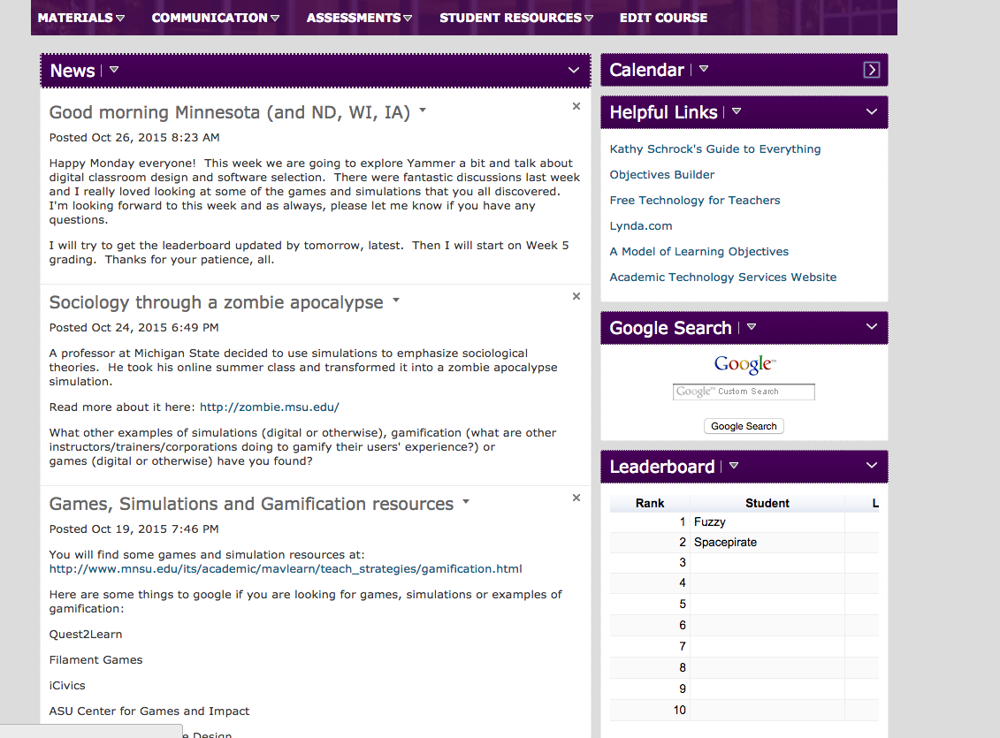 MATERIALS COMMUNICATION ASSESSMENTS STUDENT RESOURCES EDIT COURSE
News
Good morning Minnesota (and ND, WI, IA)
Posted Oct 26, 2015 8:23 AM
Happy Monday everyone!  This week we are going to explore Yammer a bit and talk about
digital classroom design and software selection.  There were fantastic discussions last week
and I really loved looking at some of the games and simulations that you all discovered.
I'm looking forward to this week and as always, please let me know if you have any
questions.
I will try to get the leaderboard updated by tomorrow, latest.  Then I will start on Week 5
grading.  Thanks for your patience, all.
Sociology through a zombie apocalypse
Posted Oct 24, 2015 6:49 PM
A professor at Michigan State decided to use simulations to emphasize sociological
theories.  He took his online summer class and transformed it into a zombie apocalypse
simulation.
Read more about it here: http://zombie.msu.edu/
What other examples of simulations (digital or otherwise), gamification (what are other
instructors/trainers/corporations doing to gamify their users' experience?) or
games (digital or otherwise) have you found?
Games, Simulations and Gamification resources
Posted Oct 19, 2015 7:46 PM
You will find some games and simulation resources at:
http://www.mnsu.edu/its/academic/mavlearn/teach_strategies/gamification.html
Here are some things to google if you are looking for games, simulations or examples of
gamification:
Quest2Learn
Filament Games
iCivics
ASU Center for Games and Impact
e Design
Calendar
Helpful Links
Kathy Schrock's Guide to Everything
Objectives Builder
Free Technology for Teachers
Lynda.com
A Model of Learning Objectives
Academic Technology Services Website
Google Search
Google™
Google™ Custom Search
Google Search
Leaderboard
Rank Student L
1 Fuzzy
2 Spacepirate
3
4
5
6
7
8
9
10